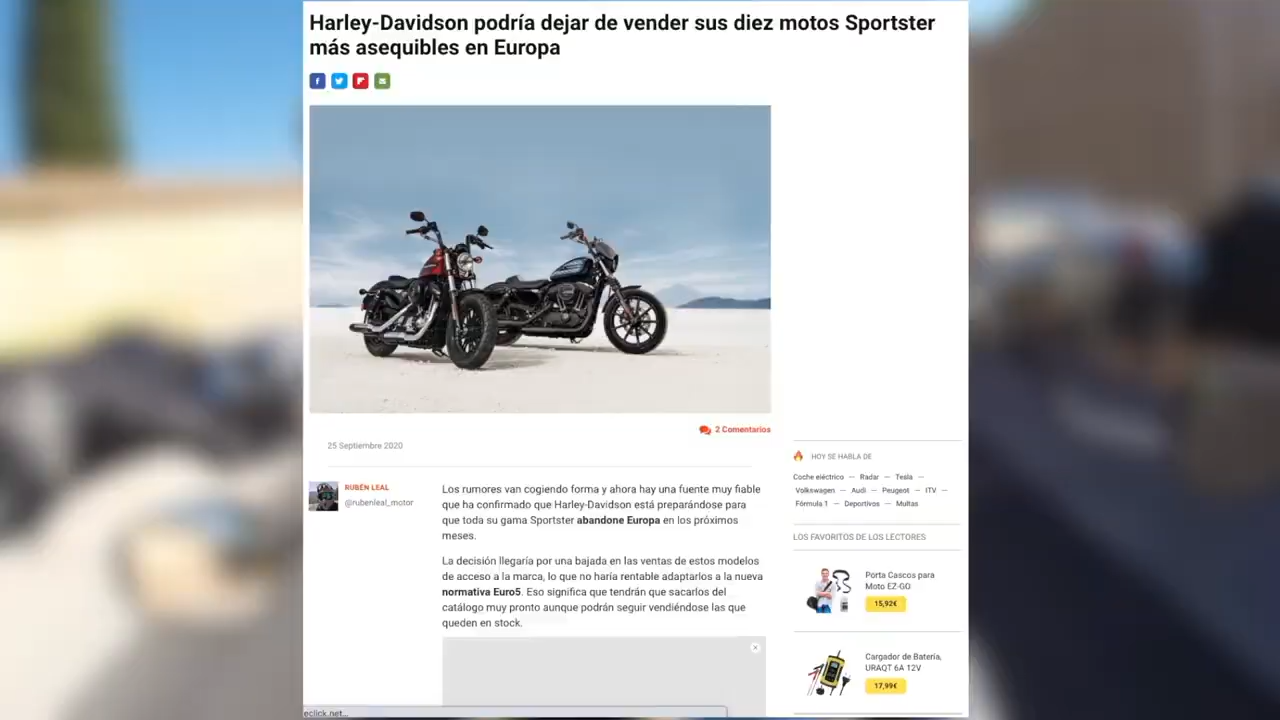 Harley-Davidson podría dejar de vender sus diez motos Sportster
más asequibles en Europa
2 Comentarios
25 Septiembre 2020
RUBÉN LEAL
@rubenleal_motor
Los rumores van cogiendo forma y ahora hay una fuente muy fiable
que ha confirmado que Harley-Davidson está preparándose para
que toda su gama Sportster abandone Europa en los próximos
meses.
La decisión llegaría por una bajada en las ventas de estos modelos
de acceso a la marca, lo que no haría rentable adaptarlos a la nueva
normativa Euro5. Eso significa que tendrán que sacarlos del
catálogo muy pronto aunque podrán seguir vendiéndose las que
queden en stock.
HOY SE HABLA DE
Coche eléctrico — Radar — Tesla —
Volkswagen — Audi — Peugeot — ITV —
Fórmula 1 — Deportivos — Multas
LOS FAVORITOS DE LOS LECTORES
Porta Cascos para
Moto EZ-GO
15,92€
Cargador de Batería,
URAQT 6A 12V
17,99€
eclick.net...